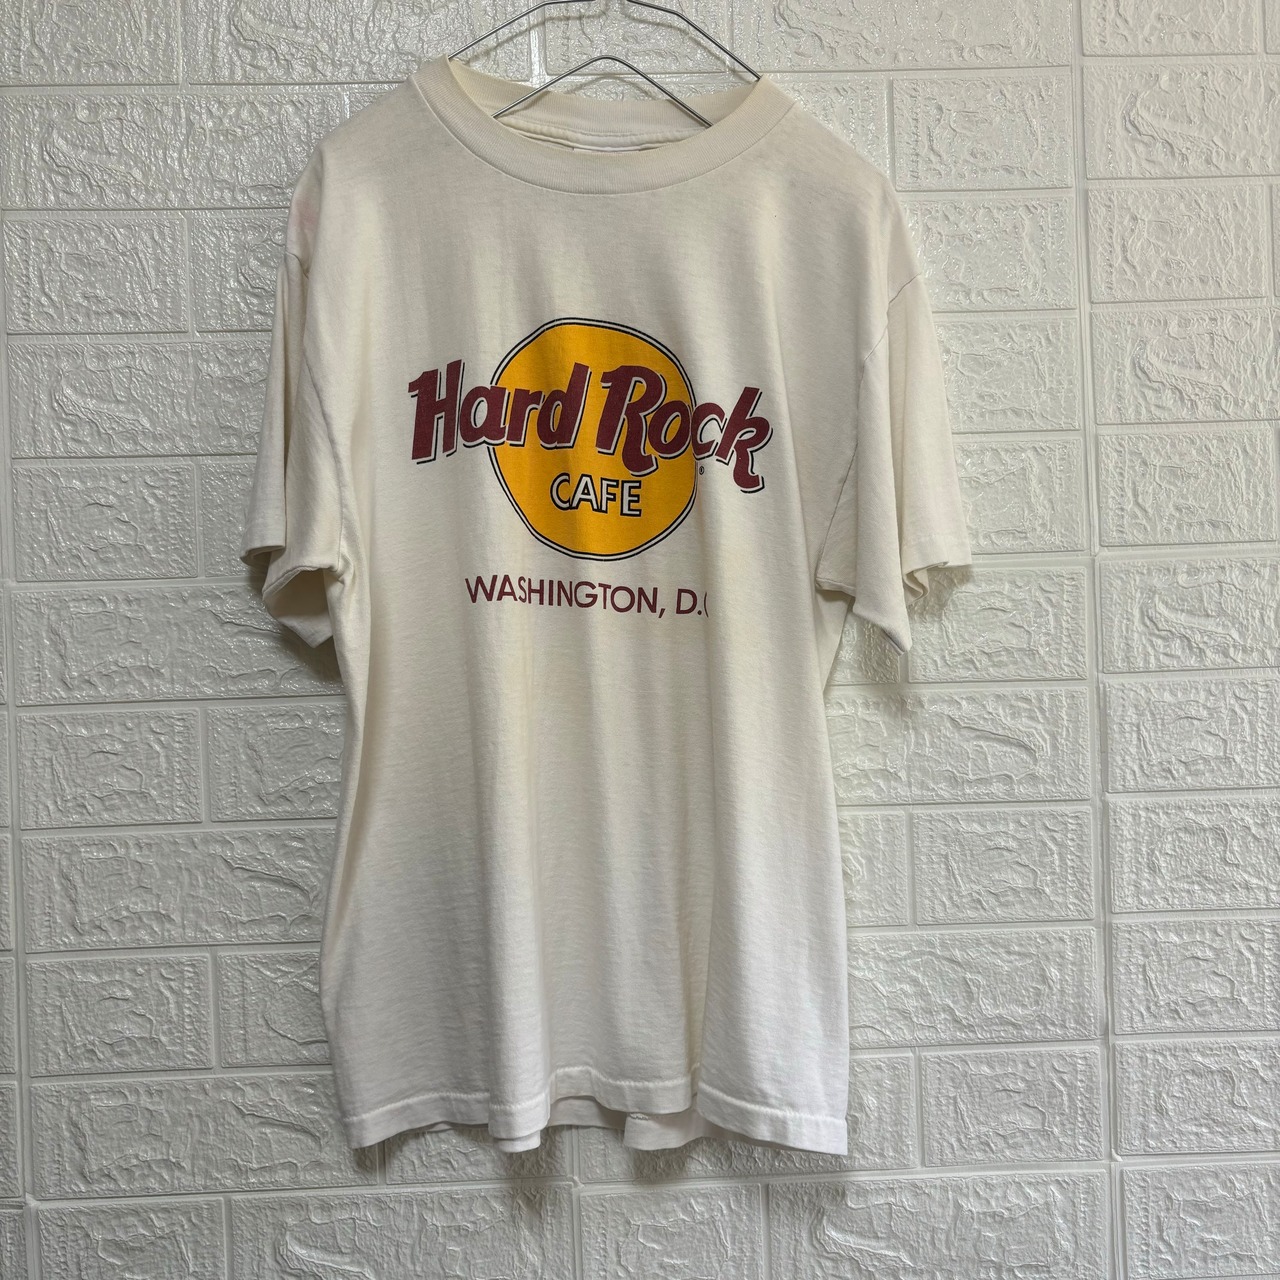 Hard Rock
®
CAFE
WASHINGTON, D.C